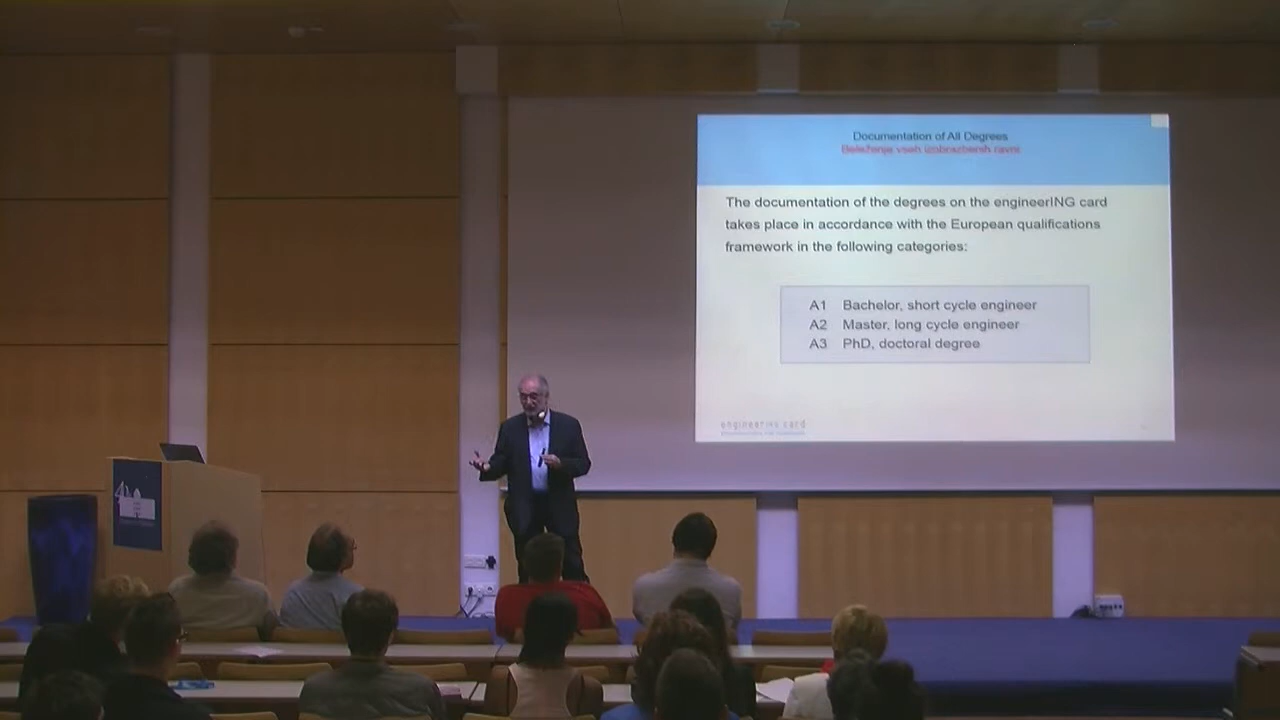 Documentation of All Degrees
Beleženje vseh izobrazbenih ravni
The documentation of the degrees on the engineerING card
takes place in accordance with the European qualifications
framework in the following categories:
A1 Bachelor, short cycle engineer
A2 Master, long cycle engineer
A3 PhD, doctoral degree
engineering card